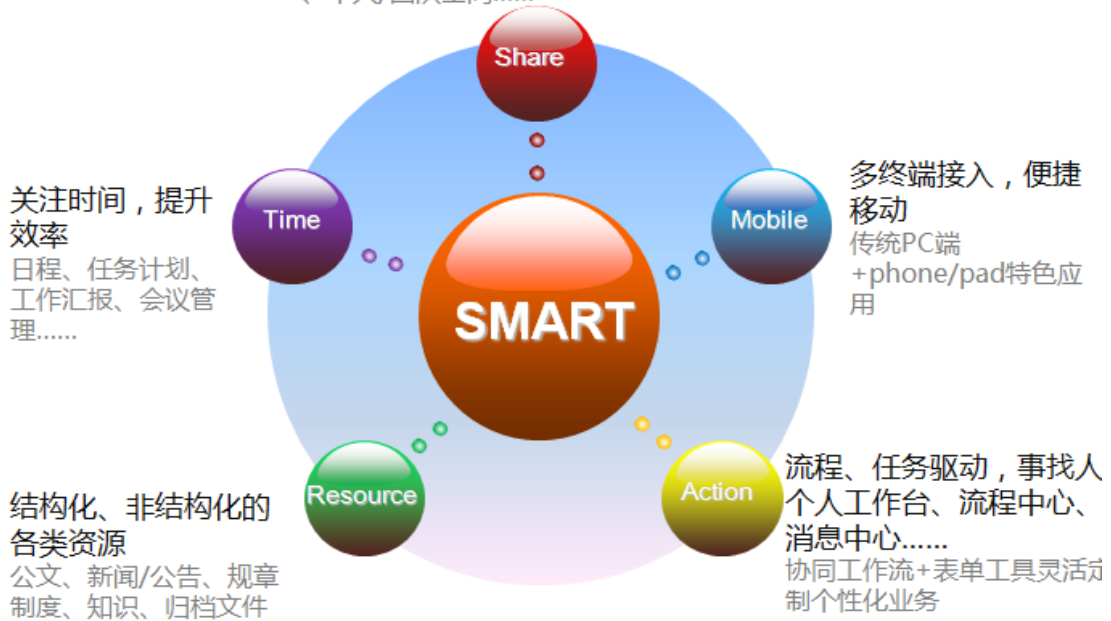 Share
关注时间，提升
效率
日程、任务计划、
工作汇报、会议管
理......
Time
Mobile
多终端接入，便捷
移动
传统PC端
+phone/pad特色应
用
SMART
结构化、非结构化的
各类资源
公文、新闻/公告、规章
制度、知识、归档文件
Resource
Action
流程、任务驱动，事找人
个人工作台、流程中心、
消息中心......
协同工作流+表单工具灵活定
制个性化业务